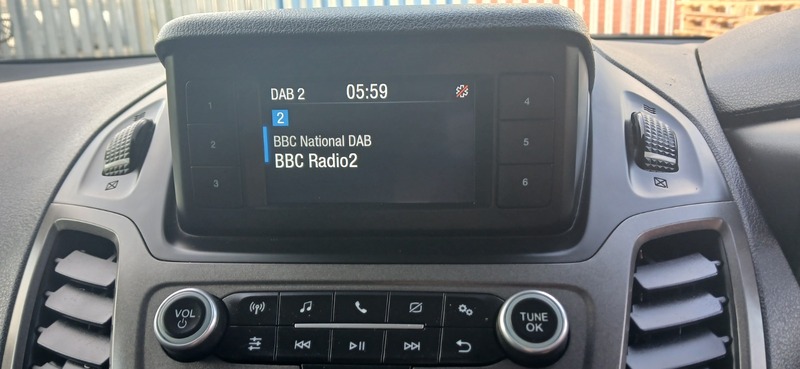 DAB 2 05:59
2
BBC National DAB
BBC Radio2
1
2
3
4
5
6
VOL
TUNE
OK